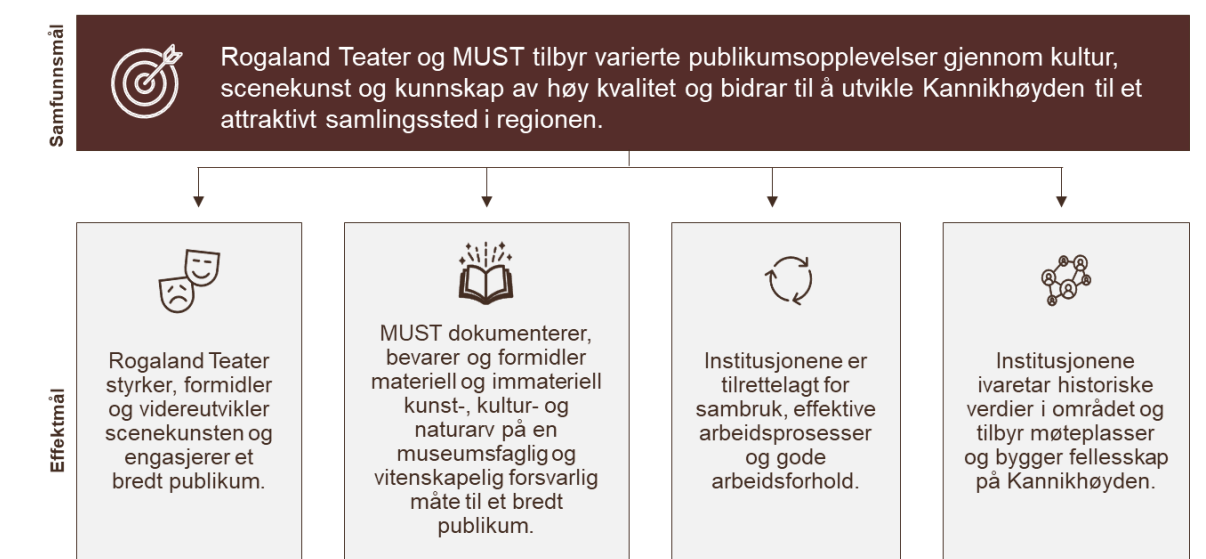 Samfunnsmål
Rogaland Teater og MUST tilbyr varierte publikumsopplevelser gjennom kultur,
scenekunst og kunnskap av høy kvalitet og bidrar til å utvikle Kannikhøyden til et
attraktivt samlingssted i regionen.
Effektmål
Rogaland Teater
styrker, formidler
og videreutvikler
scenekunsten og
engasjerer et
bredt publikum.
MUST dokumenterer,
bevarer og formidler
materiell og immateriell
kunst-, kultur- og
naturarv på en
museumsfaglig og
vitenskapelig forsvarlig
måte til et bredt
publikum.
Institusjonene er
tilrettelagt for
sambruk, effektive
arbeidsprosesser
og gode
arbeidsforhold.
Institusjonene
ivaretar historiske
verdier i området og
tilbyr møteplasser
og bygger fellesskap
på Kannikhøyden.